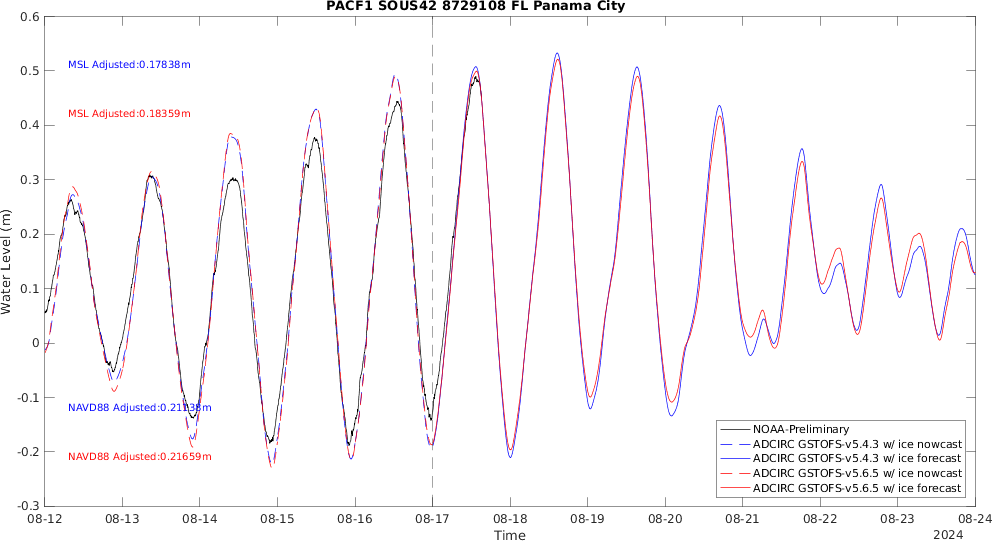 PACF1 SOUS42 8729108 FL Panama City
0.6
0.5
0.4
0.3
0.2
0.1
0
-0.1
-0.2
-0.3
Water Level (m)
MSL Adjusted:0.17838m
MSL Adjusted:0.18359m
NAVD88 Adjusted:0.21138m
NAVD88 Adjusted:0.21659m
NOAA-Preliminary
ADCIRC GSTOFS-v5.4.3 w/ ice nowcast
ADCIRC GSTOFS-v5.4.3 w/ ice forecast
ADCIRC GSTOFS-v5.6.5 w/ ice nowcast
ADCIRC GSTOFS-v5.6.5 w/ ice forecast
08-12 08-13 08-14 08-15 08-16 08-17 08-18 08-19 08-20 08-21 08-22 08-23 08-24
Time
2024